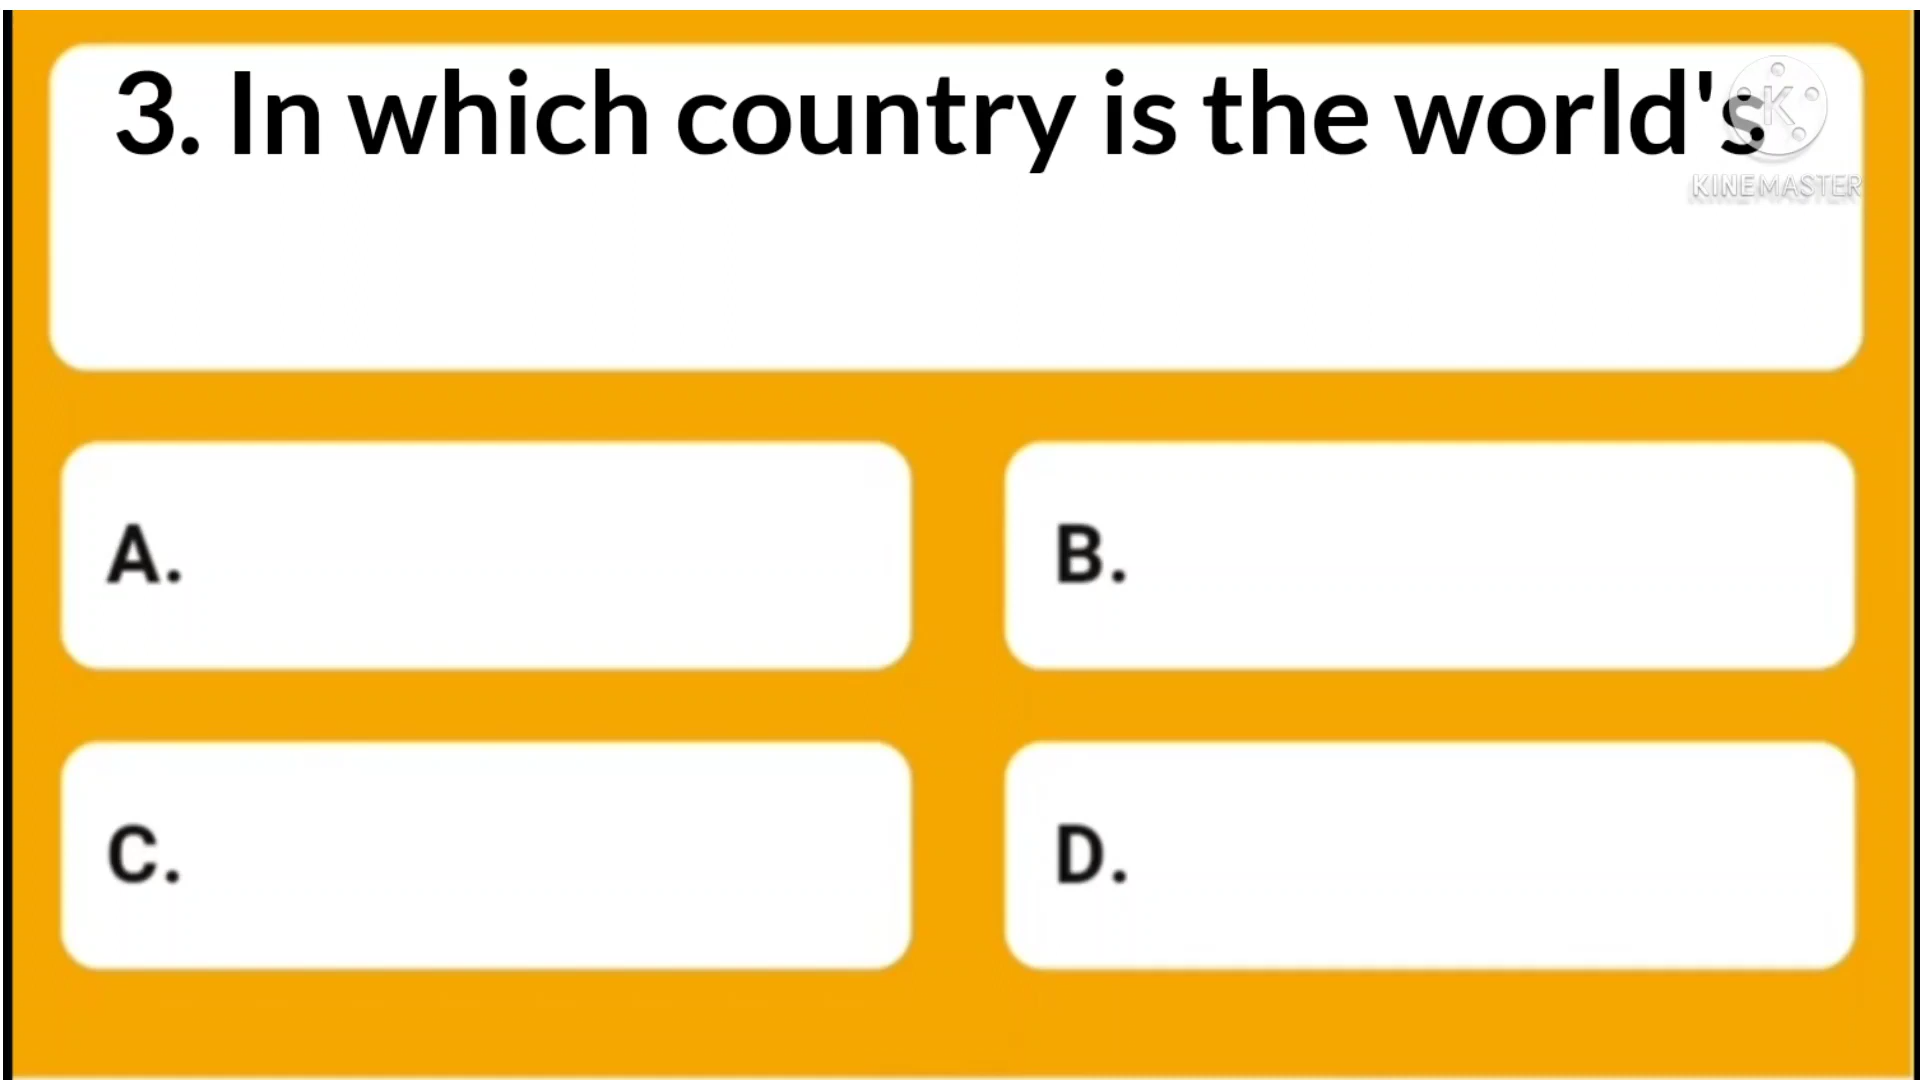 3. In which country is the world's
KINEMASTER
A.
B.
C.
D.